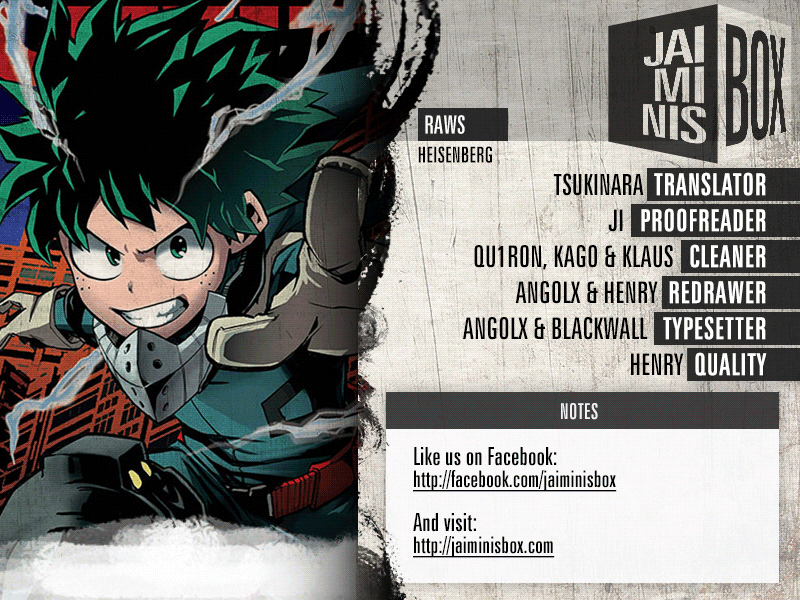 JAI
MI
NIS
BOX
RAWS
HEISENBERG
TSUKINARA TRANSLATOR
JI PROOFREADER
QU1RON, KAGO & KLAUS CLEANER
ANGOLX & HENRY REDRAWER
ANGOLX & BLACKWALL TYPESETTER
HENRY QUALITY
NOTES
Like us on Facebook:
http://facebook.com/jaiminisbox
And visit:
http://jaiminisbox.com